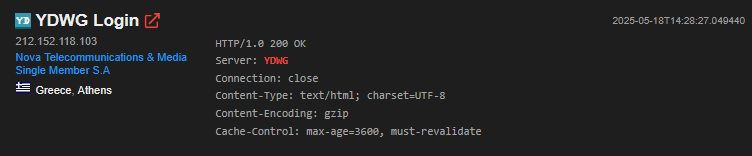 YD YDWG Login
2025-05-18T14:28:27.049440
212.152.118.103
Nova Telecommunications & Media
Single Member S.A
Greece, Athens
HTTP/1.0 200 OK
Server: YDWG
Connection: close
Content-Type: text/html; charset=UTF-8
Content-Encoding: gzip
Cache-Control: max-age=3600, must-revalidate